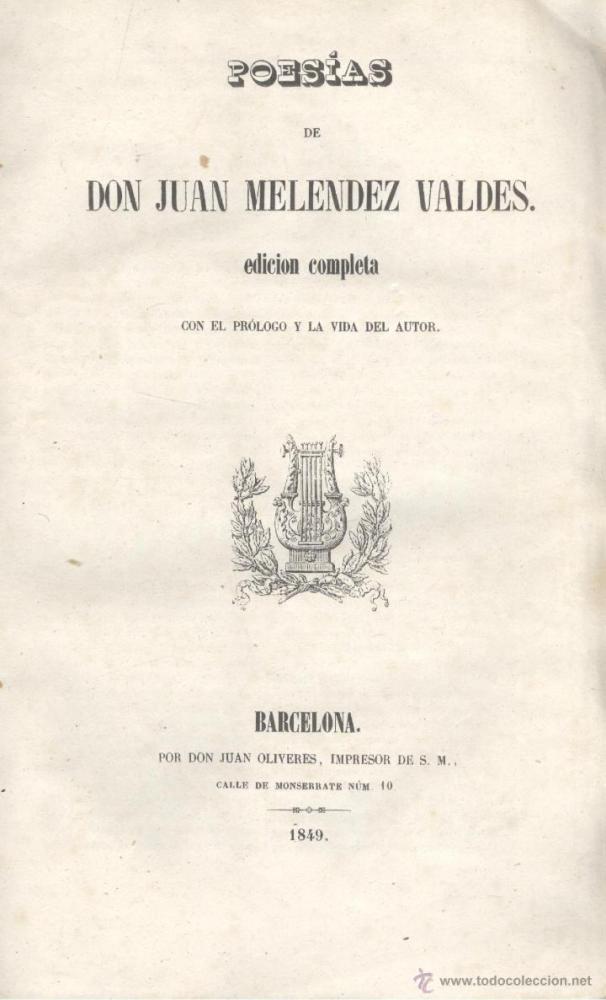 POESÍAS
DE
DON JUAN MELENDEZ VALDES.
edicion completa
CON EL PRÓLOGO Y LA VIDA DEL AUTOR.
BARCELONA.
POR DON JUAN OLIVERES, IMPRESOR DE S. M.,
CALLE DE MONSERRATE NÚM. 10
1849.
www.todocoleccion.net